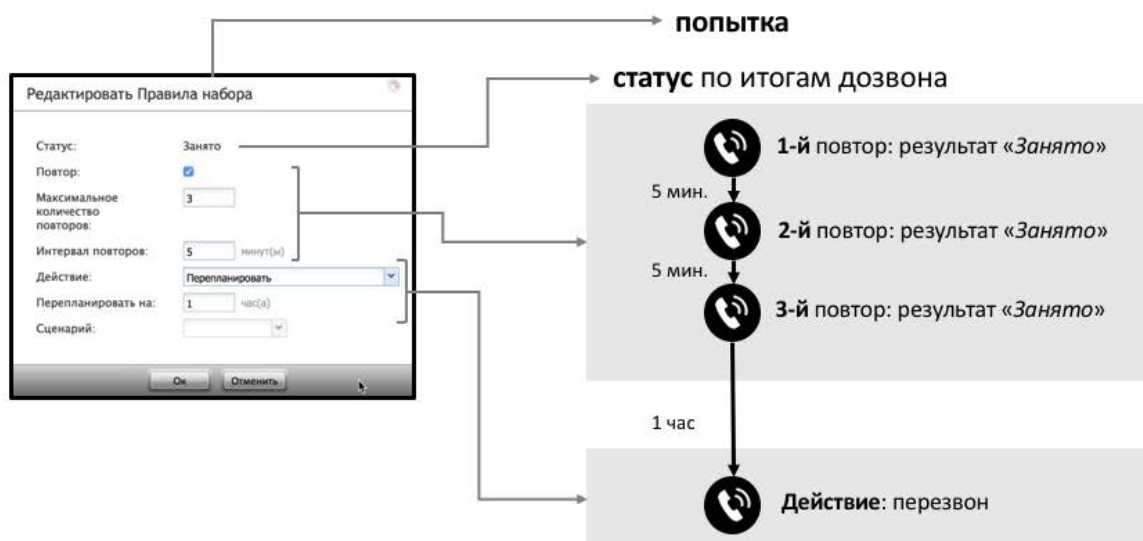 попытка
статус по итогам дозвона
Редактировать Правила набора
Статус: Занято
Повтор:
Максимальное
количество
повторов: 3
Интервал повторов: 5 минут(ы)
Действие: Перепланировать
Перепланировать на: 1 час(а)
Сценарий:
Ок Отменить
1-й повтор: результат «Занято»
5 мин.
2-й повтор: результат «Занято»
5 мин.
3-й повтор: результат «Занято»
1 час
Действие: перезвон